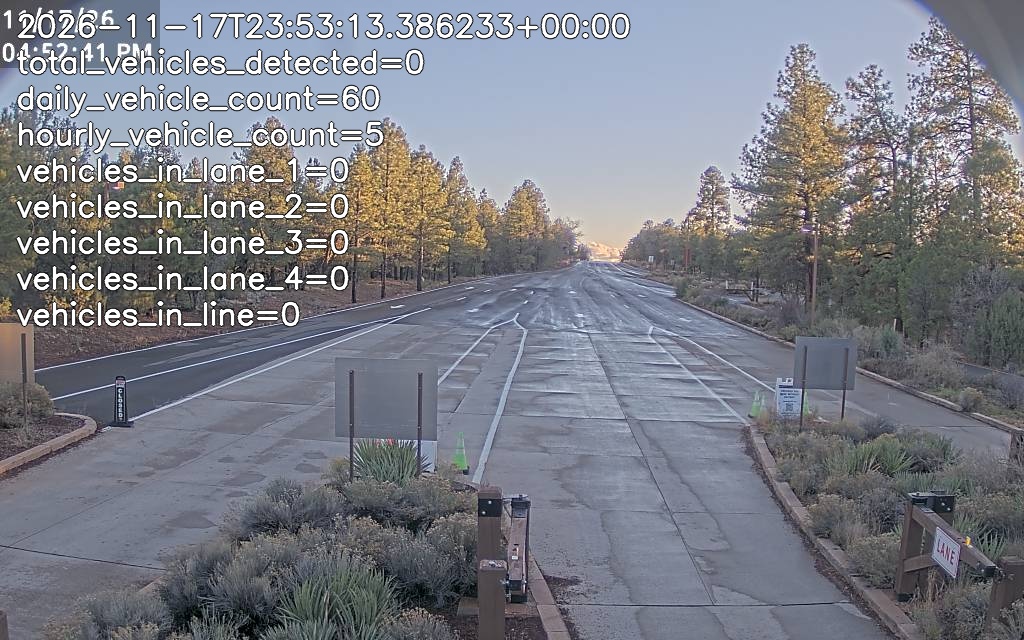 2026-11-17T23:53:13.386233+00:00
04:52:41 PM
total_vehicles_detected=0
daily_vehicle_count=60
hourly_vehicle_count=5
vehicles_in_lane_1=0
vehicles_in_lane_2=0
vehicles_in_lane_3=0
vehicles_in_lane_4=0
vehicles_in_line=0
CLOSED
LANE